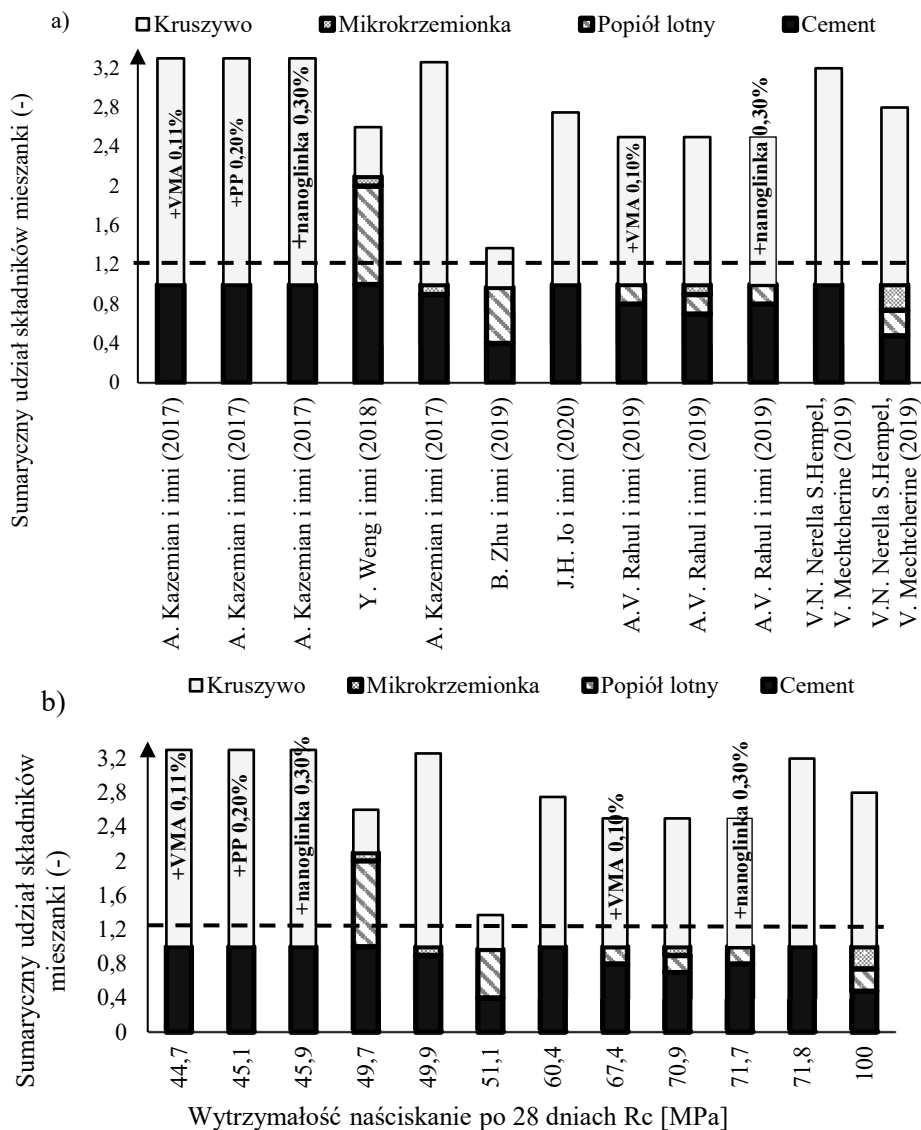 a)
Kruszywo Mikrokrzemionka Popiół lotny Cement
Sumaryczny udział składników mieszanki (-)
3,2
2,8
2,4
2
1,6
1,2
0,8
0,4
0
+VMA 0,11%
+PP 0,20%
+nanoglinka 0,30%
+VMA 0,10%
+nanoglinka 0,30%
A. Kazemian i inni (2017)
A. Kazemian i inni (2017)
A. Kazemian i inni (2017)
Y. Weng i inni (2018)
A. Kazemian i inni (2017)
B. Zhu i inni (2019)
J.H. Jo i inni (2020)
A.V. Rahul i inni (2019)
A.V. Rahul i inni (2019)
A.V. Rahul i inni (2019)
V.N. Nerella S.Hempel,
V. Mechtcherine (2019)
V.N. Nerella S.Hempel,
V. Mechtcherine (2019)
Kruszywo Mikrokrzemionka Popiół lotny Cement
b)
Sumaryczny udział składników
mieszanki (-)
3,2
2,8
2,4
2
1,6
1,2
0,8
0,4
0
+VMA 0,11%
+PP 0,20%
+nanoglinka 0,30%
+VMA 0,10%
+nanoglinka 0,30%
44,7
45,1
45,9
49,7
49,9
51,1
60,4
67,4
70,9
71,7
71,8
100
Wytrzymałość naściskanie po 28 dniach Rc [MPa]